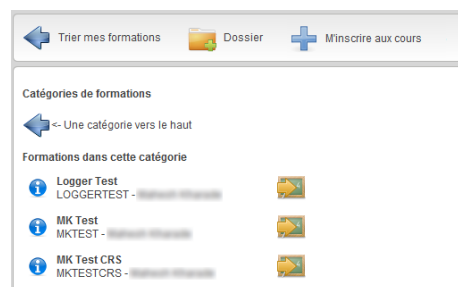 Trier mes formations Dossier M'inscrire aux cours
Catégories de formations
<- Une catégorie vers le haut
Formations dans cette catégorie
Logger Test
LOGGERTEST -
MK Test
MKTEST -
MK Test CRS
MKTESTCRS -